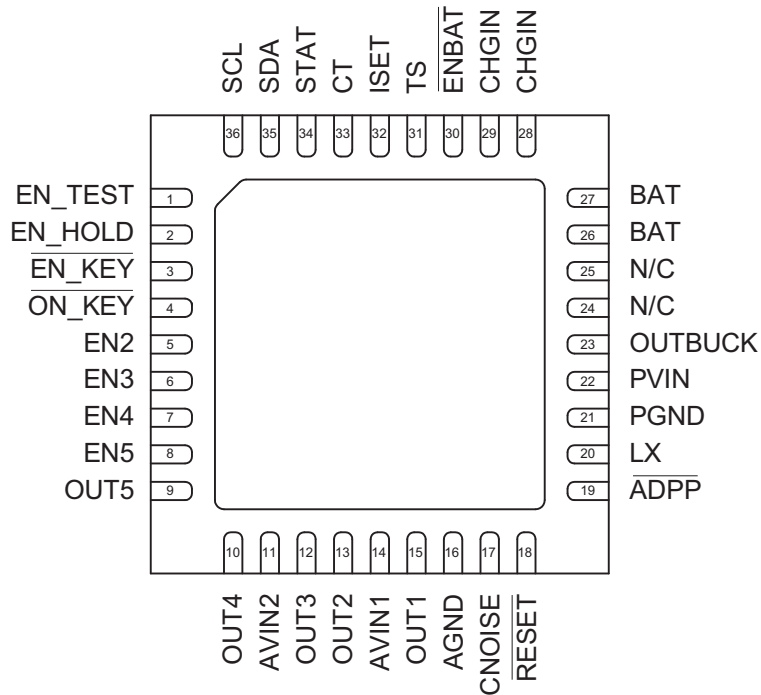 SCL
SDA
STAT
CT
ISET
TS
ENBAT
CHGIN
CHGIN
36
35
34
33
32
31
30
29
28
EN_TEST 1
EN_HOLD 2
EN_KEY 3
ON_KEY 4
EN2 5
EN3 6
EN4 7
EN5 8
OUT5 9
27 BAT
26 BAT
25 N/C
24 N/C
23 OUTBUCK
22 PVIN
21 PGND
20 LX
19 ADPP
10
11
12
13
14
15
16
17
18
OUT4
AVIN2
OUT3
OUT2
AVIN1
OUT1
AGND
CNOISE
RESET